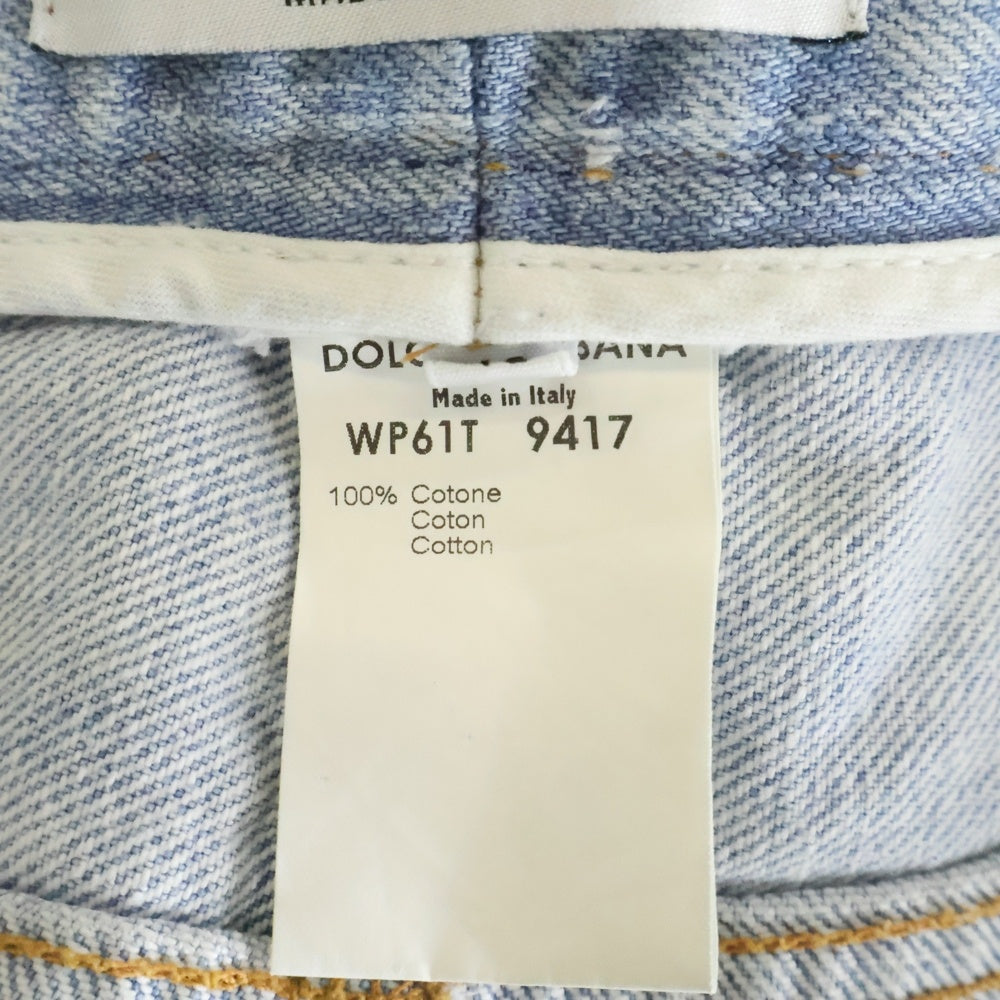 Made in Italy
WP61T 9417
100% Cotone
Coton
Cotton